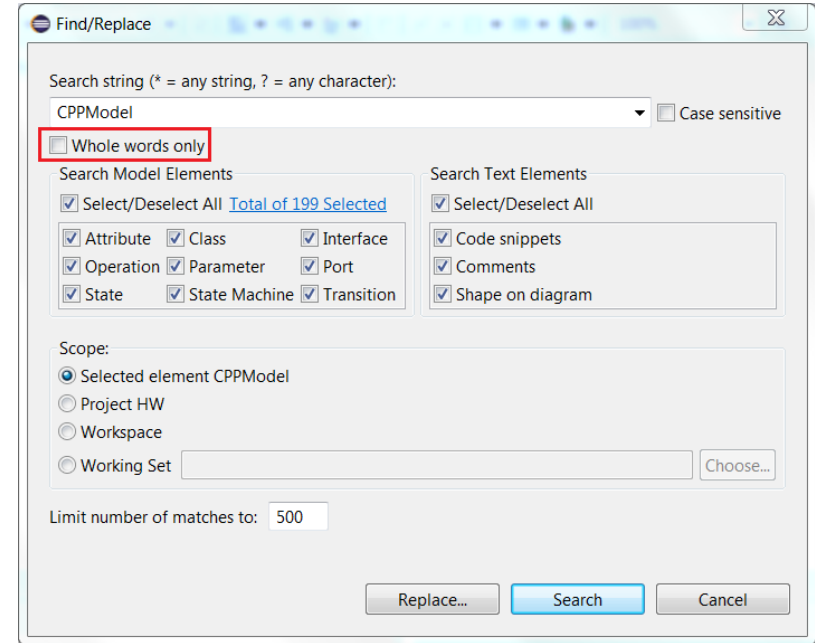 Find/Replace
Search string (* = any string, ? = any character):
CPPModel
Case sensitive
Whole words only
Search Model Elements
Select/Deselect All Total of 199 Selected
Attribute Class Interface
Operation Parameter Port
State State Machine Transition
Search Text Elements
Select/Deselect All
Code snippets
Comments
Shape on diagram
Scope:
Selected element CPPModel
Project HW
Workspace
Working Set Choose...
Limit number of matches to: 500
Replace... Search Cancel